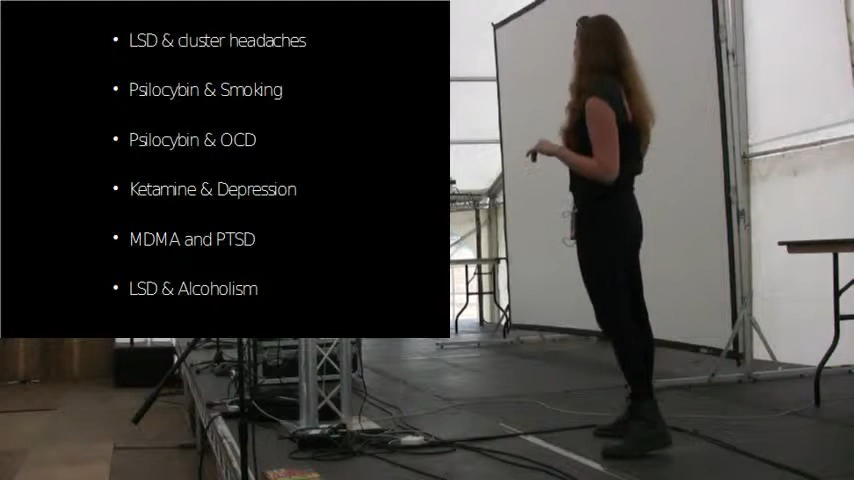 • LSD & cluster headaches
• Psilocybin & Smoking
• Psilocybin & OCD
• Ketamine & Depression
• MDMA and PTSD
• LSD & Alcoholism